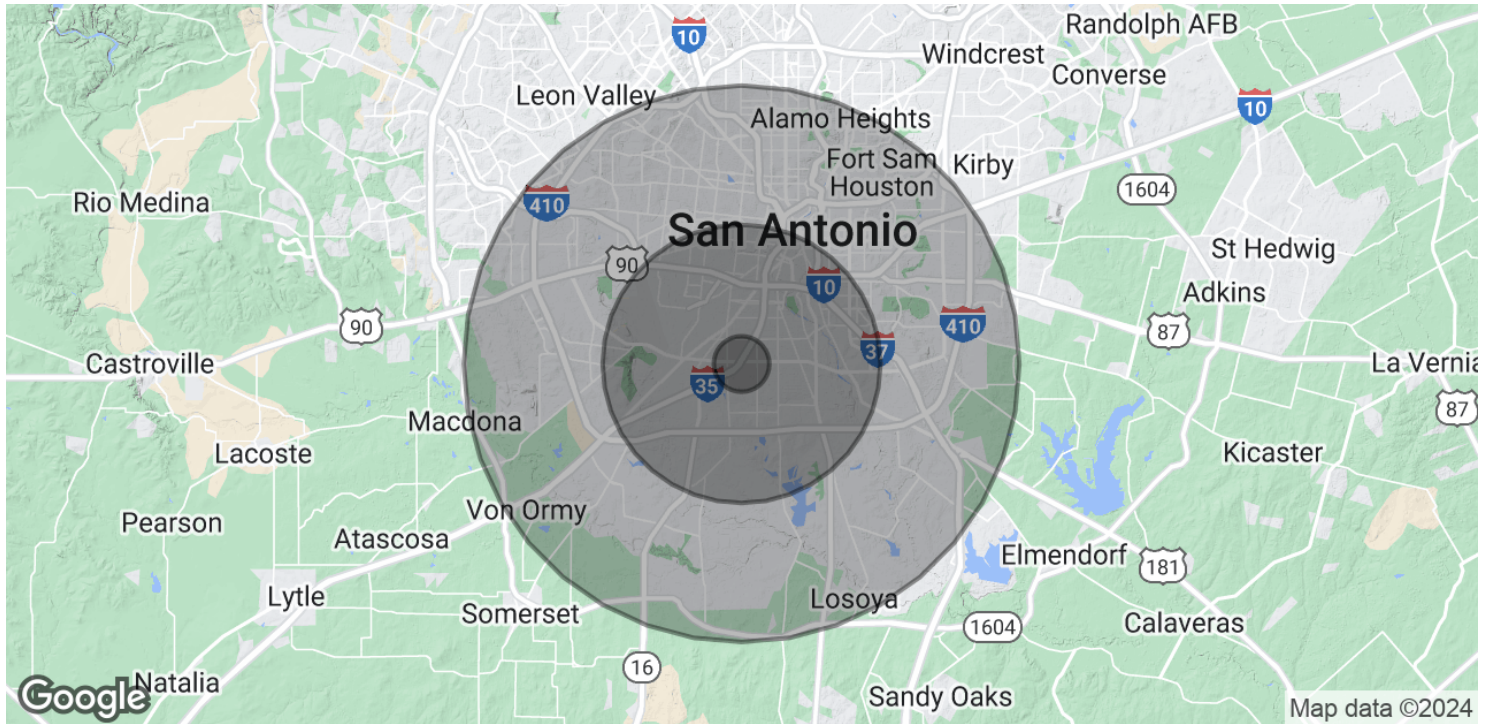 Randolph AFB
10
Windcrest
Converse
Leon Valley
10
Alamo Heights
Fort Sam
Houston
Kirby
1604
Rio Medina
410
San Antonio
St Hedwig
90
10
Adkins
90
410
87
37
Castroville
35
La Vernia
87
Macdona
Lacoste
Kicaster
Von Ormy
Pearson
Atascosa
Elmendorf
181
Lytle
Losoya
Somerset
1604
Calaveras
16
Natalia
Sandy Oaks
Google
Map data ©2024